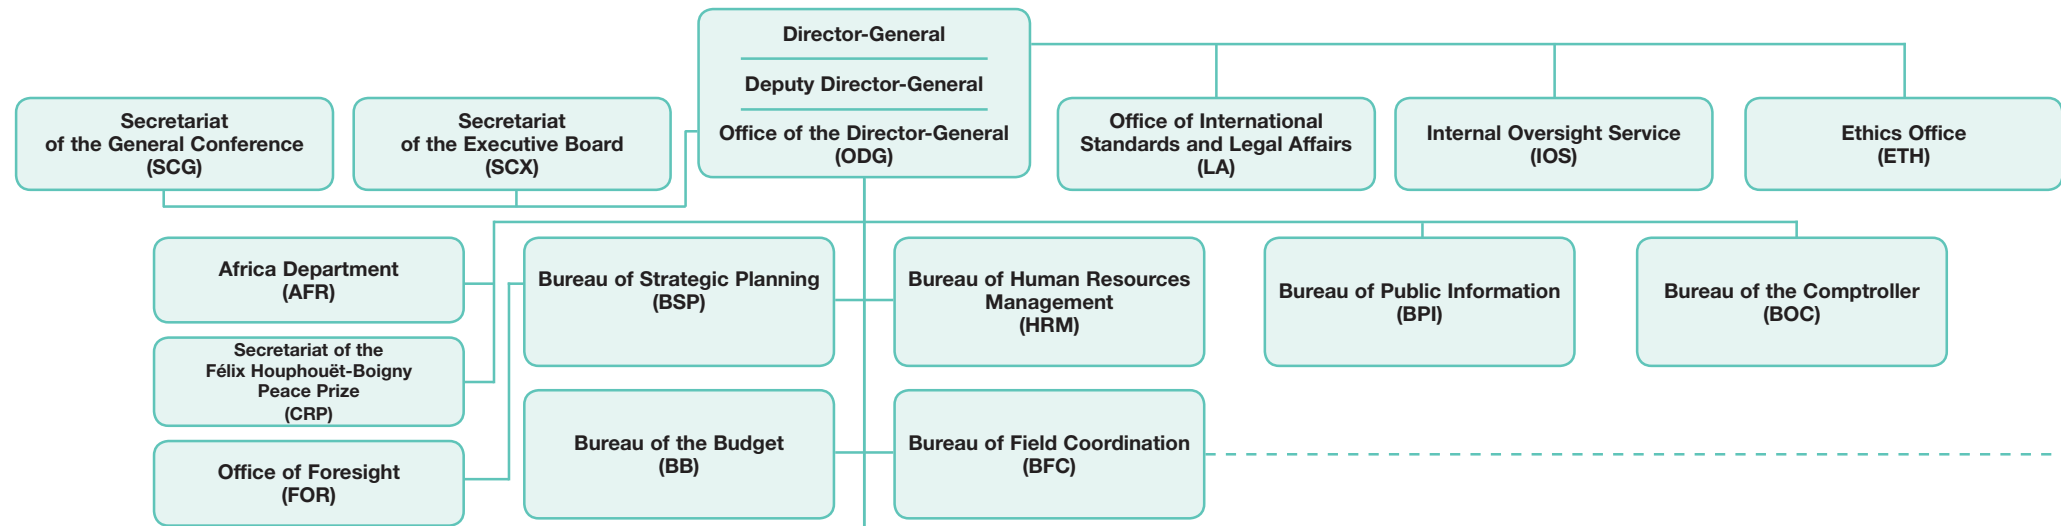 Director-General
Deputy Director-General
Office of the Director-General
(ODG)
Secretariat
of the General Conference
(SCG)
Secretariat
of the Executive Board
(SCX)
Office of International
Standards and Legal Affairs
(LA)
Internal Oversight Service
(IOS)
Ethics Office
(ETH)
Africa Department
(AFR)
Bureau of Strategic Planning
(BSP)
Bureau of Human Resources
Management
(HRM)
Bureau of Public Information
(BPI)
Bureau of the Comptroller
(BOC)
Secretariat of the
Félix Houphouët-Boigny
Peace Prize
(CRP)
Office of Foresight
(FOR)
Bureau of the Budget
(BB)
Bureau of Field Coordination
(BFC)